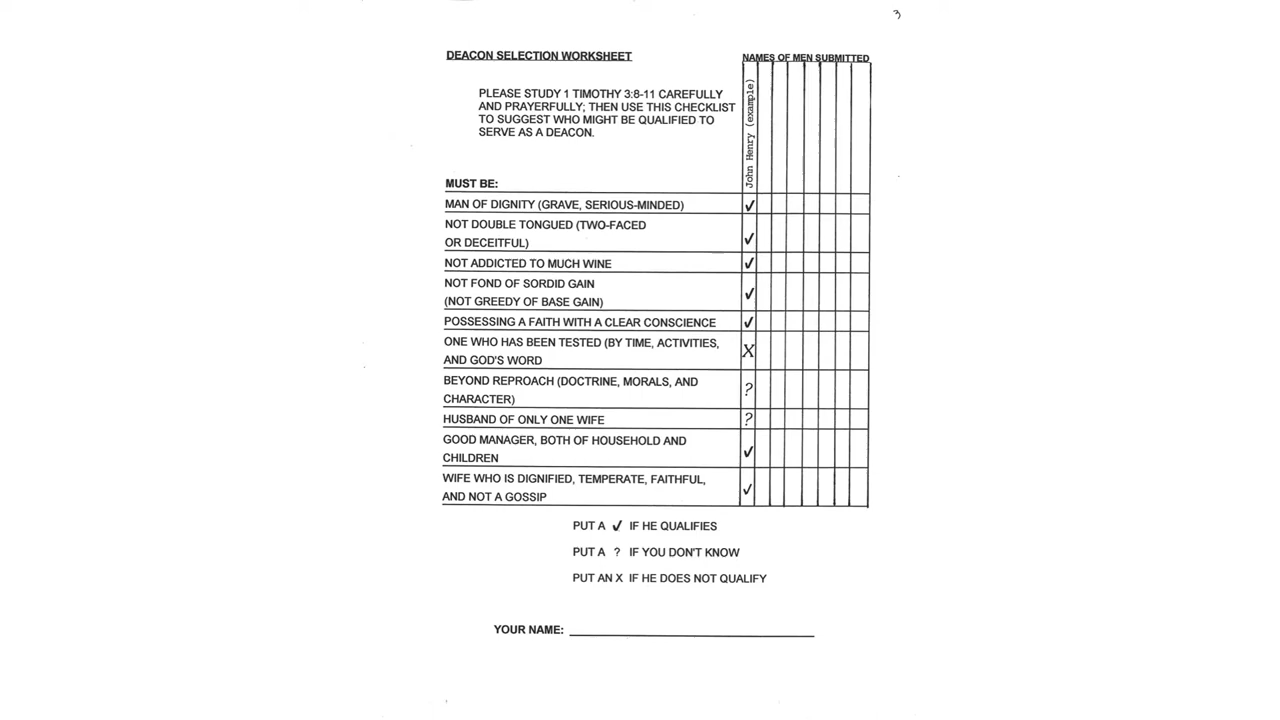 3
DEACON SELECTION WORKSHEET
NAMES OF MEN SUBMITTED
PLEASE STUDY 1 TIMOTHY 3:8-11 CAREFULLY
AND PRAYERFULLY; THEN USE THIS CHECKLIST
TO SUGGEST WHO MIGHT BE QUALIFIED TO
SERVE AS A DEACON.
John Henry (example)
MUST BE:
MAN OF DIGNITY (GRAVE, SERIOUS-MINDED) ✓
NOT DOUBLE TONGUED (TWO-FACED
OR DECEITFUL) ✓
NOT ADDICTED TO MUCH WINE ✓
NOT FOND OF SORDID GAIN
(NOT GREEDY OF BASE GAIN) ✓
POSSESSING A FAITH WITH A CLEAR CONSCIENCE ✓
ONE WHO HAS BEEN TESTED (BY TIME, ACTIVITIES,
AND GOD'S WORD X
BEYOND REPROACH (DOCTRINE, MORALS, AND
CHARACTER) ?
HUSBAND OF ONLY ONE WIFE ?
GOOD MANAGER, BOTH OF HOUSEHOLD AND
CHILDREN ✓
WIFE WHO IS DIGNIFIED, TEMPERATE, FAITHFUL,
AND NOT A GOSSIP ✓
PUT A ✓ IF HE QUALIFIES
PUT A ? IF YOU DON'T KNOW
PUT AN X IF HE DOES NOT QUALIFY
YOUR NAME: